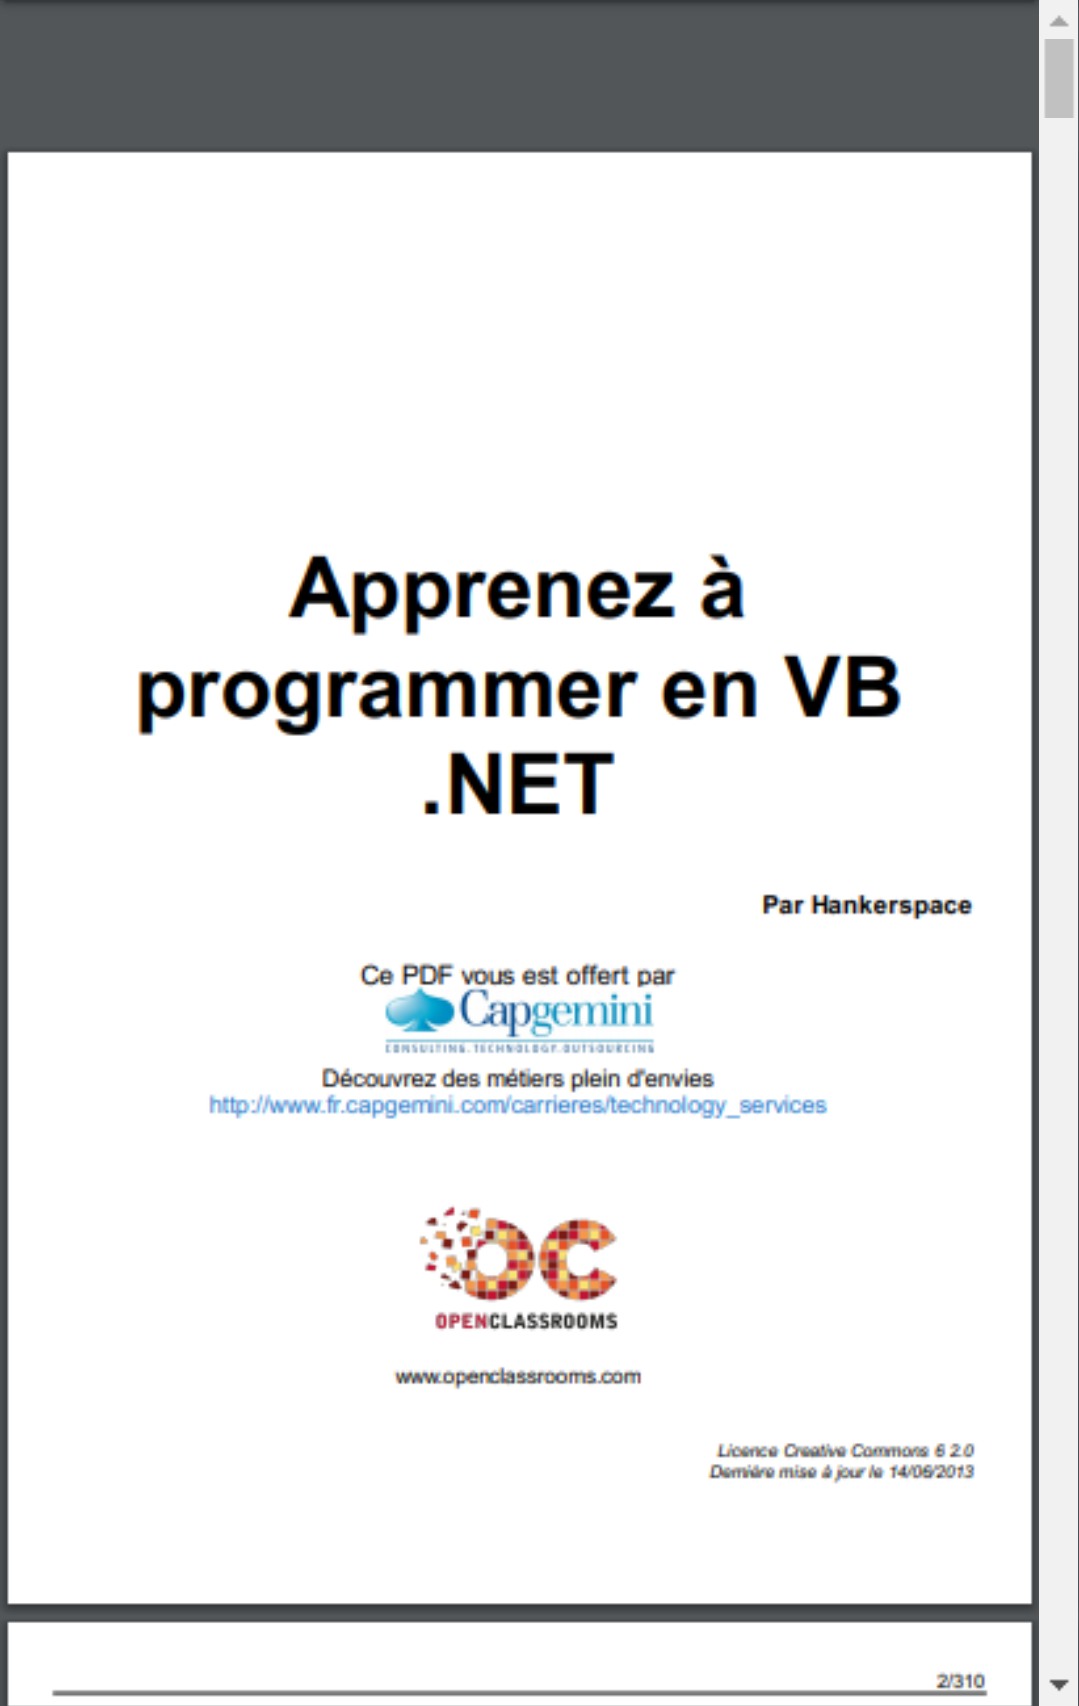 Apprenez à
programmer en VB
.NET
Par Hankerspace
Ce PDF vous est offert par
Capgemini
CONSULTING.TECHNOLOGY.OUTSOURCING
Découvrez des métiers plein d'envies
http://www.fr.capgemini.com/carrieres/technology_services
OC
OPENCLASSROOMS
www.openclassrooms.com
Licence Creative Commons 6 2.0
Dernière mise à jour le 14/06/2013
2/310